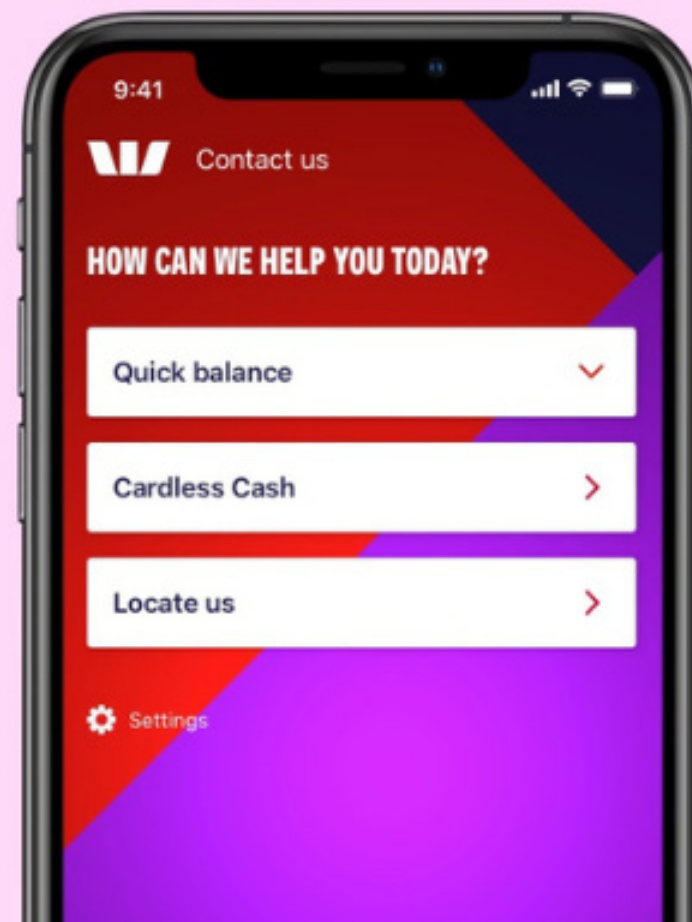 9:41
Contact us
HOW CAN WE HELP YOU TODAY?
Quick balance
Cardless Cash
Locate us
Settings